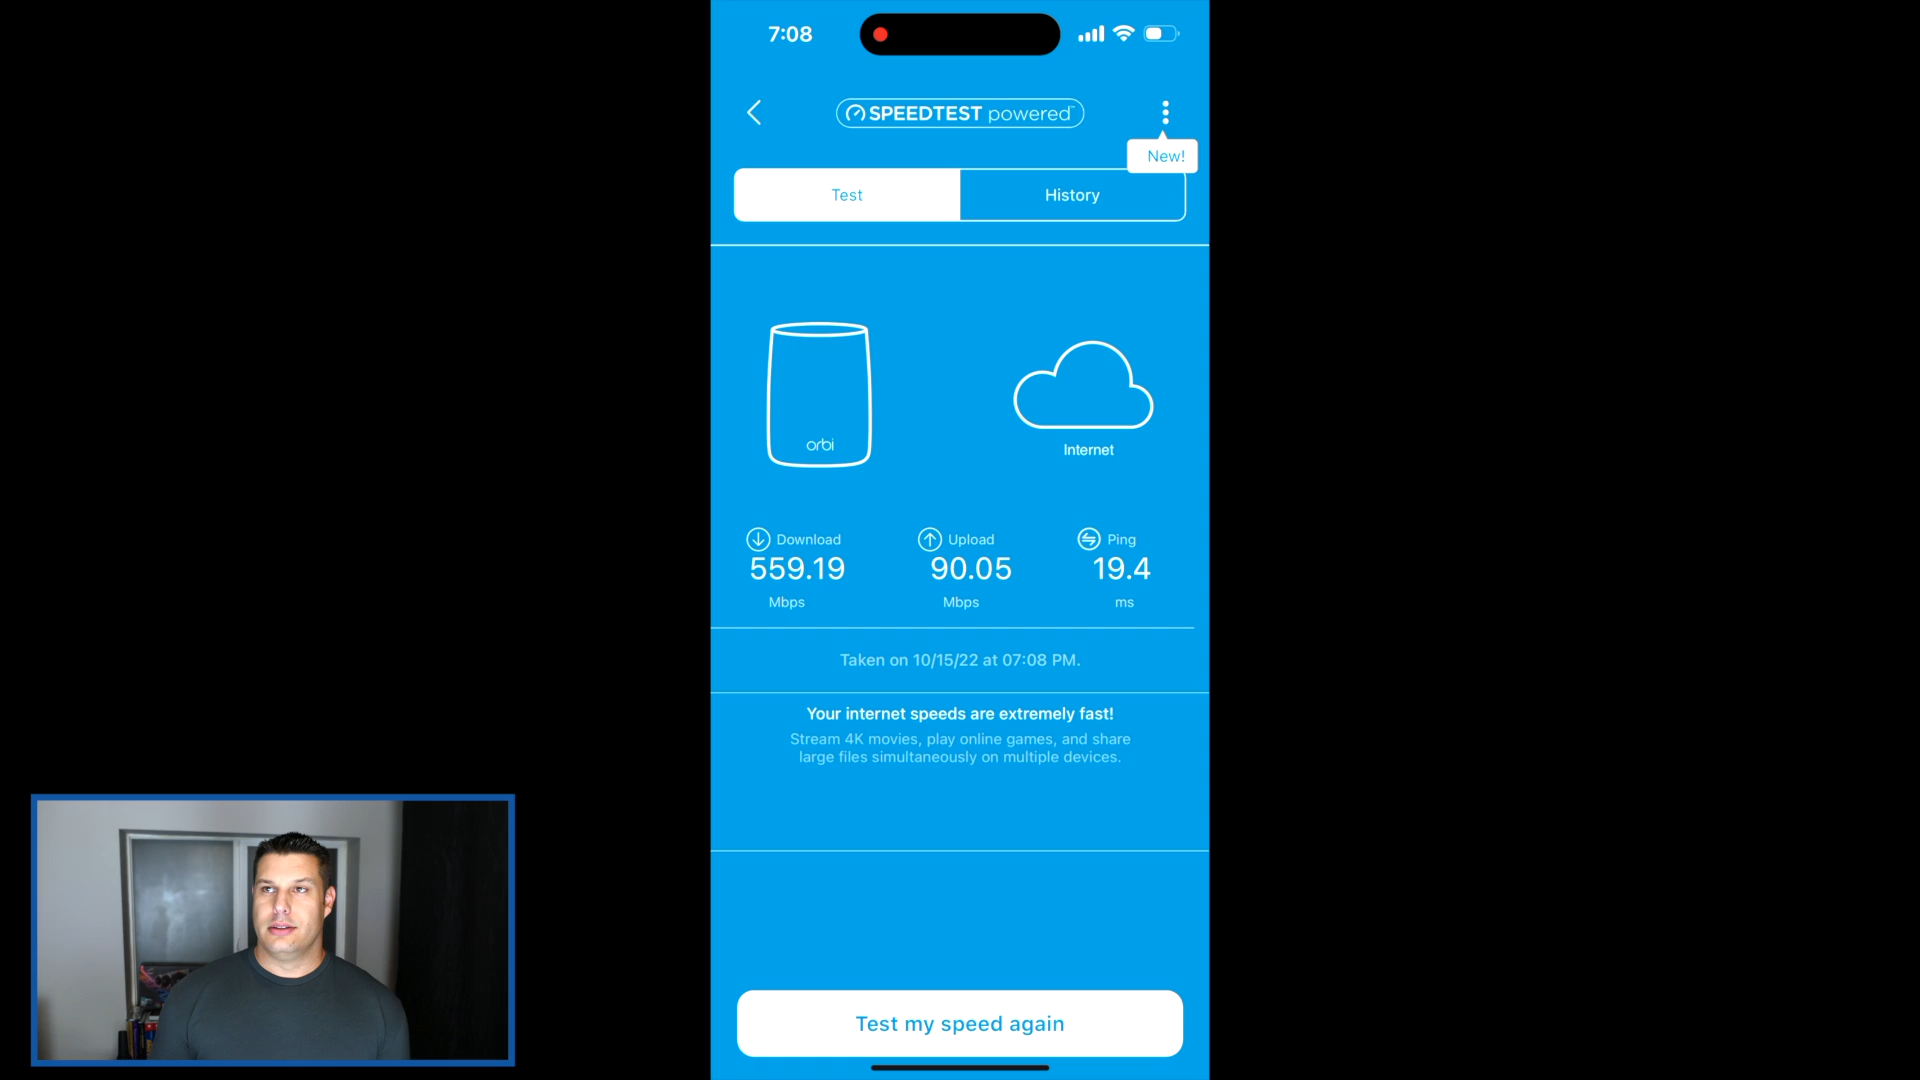 7:08
SPEEDTEST powered™
New!
Test
History
orbi
Internet
Download
Upload
Ping
559.19
90.05
19.4
Mbps
Mbps
ms
Taken on 10/15/22 at 07:08 PM.
Your internet speeds are extremely fast!
Stream 4K movies, play online games, and share
large files simultaneously on multiple devices.
Test my speed again